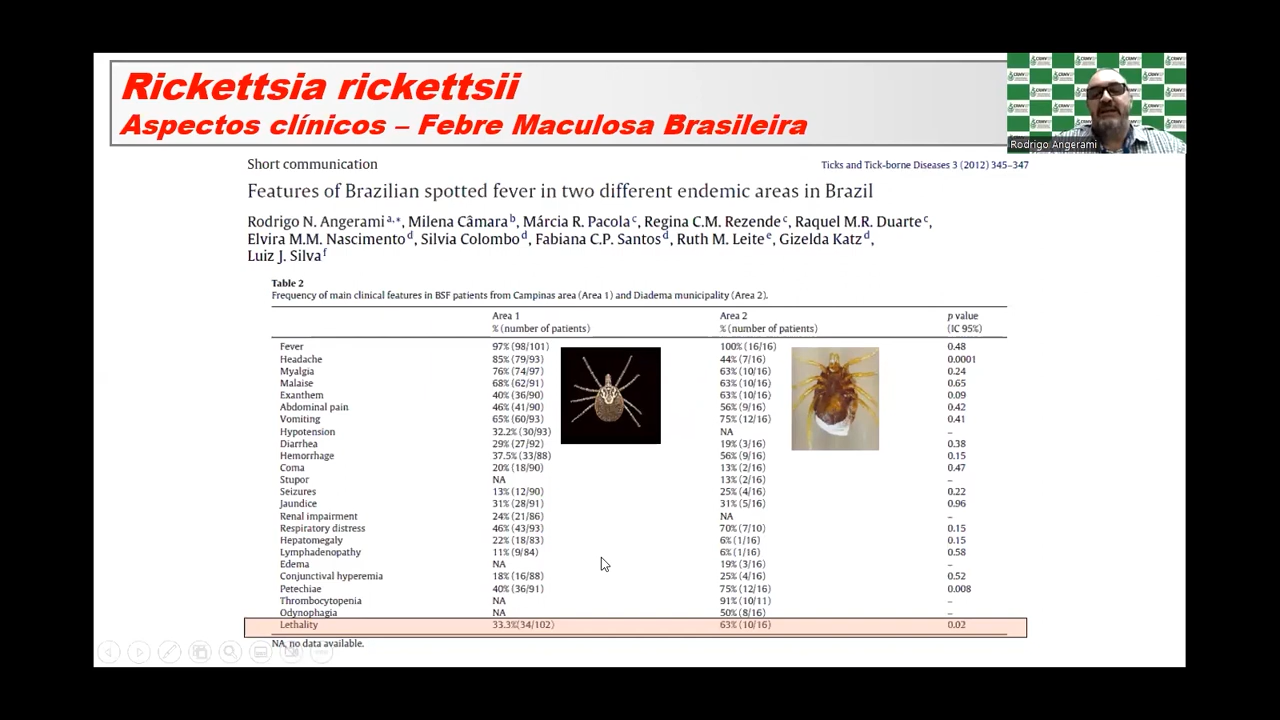 Rickettsia rickettsii
Aspectos clínicos – Febre Maculosa Brasileira
Rodrigo Angerami
Short communication
Ticks and Tick-borne Diseases 3 (2012) 345–347
Features of Brazilian spotted fever in two different endemic areas in Brazil
Rodrigo N. Angerami a,*, Milena Câmara b, Márcia R. Pacola c, Regina C.M. Rezende c, Raquel M.R. Duarte c,
Elvira M.M. Nascimento d, Silvia Colombo d, Fabiana C.P. Santos d, Ruth M. Leite e, Gizelda Katz d,
Luiz J. Silva f
Table 2
Frequency of main clinical features in BSF patients from Campinas area (Area 1) and Diadema municipality (Area 2).
Area 1 Area 2 p value
% (number of patients) % (number of patients) (IC 95%)
Fever 97% (98/101) 100% (16/16) 0.48
Headache 85% (79/93) 44% (7/16) 0.0001
Myalgia 76% (74/97) 63% (10/16) 0.24
Malaise 68% (62/91) 63% (10/16) 0.65
Exanthem 40% (36/90) 63% (10/16) 0.09
Abdominal pain 46% (41/90) 56% (9/16) 0.42
Vomiting 65% (60/93) 75% (12/16) 0.41
Hypotension 32.2% (30/93) NA –
Diarrhea 29% (27/92) 19% (3/16) 0.38
Hemorrhage 37.5% (33/88) 56% (9/16) 0.15
Coma 20% (18/90) 13% (2/16) 0.47
Stupor NA 13% (2/16) –
Seizures 13% (12/90) 25% (4/16) 0.22
Jaundice 31% (28/91) 31% (5/16) 0.96
Renal impairment 24% (21/86) NA –
Respiratory distress 46% (43/93) 70% (7/10) 0.15
Hepatomegaly 22% (18/83) 6% (1/16) 0.15
Lymphadenopathy 11% (9/84) 6% (1/16) 0.58
Edema NA 19% (3/16) –
Conjunctival hyperemia 18% (16/88) 25% (4/16) 0.52
Petechiae 40% (36/91) 75% (12/16) 0.008
Thrombocytopenia NA 91% (10/11) –
Odynophagia NA 50% (8/16) –
Lethality 33.3%(34/102) 63% (10/16) 0.02
NA, no data available.